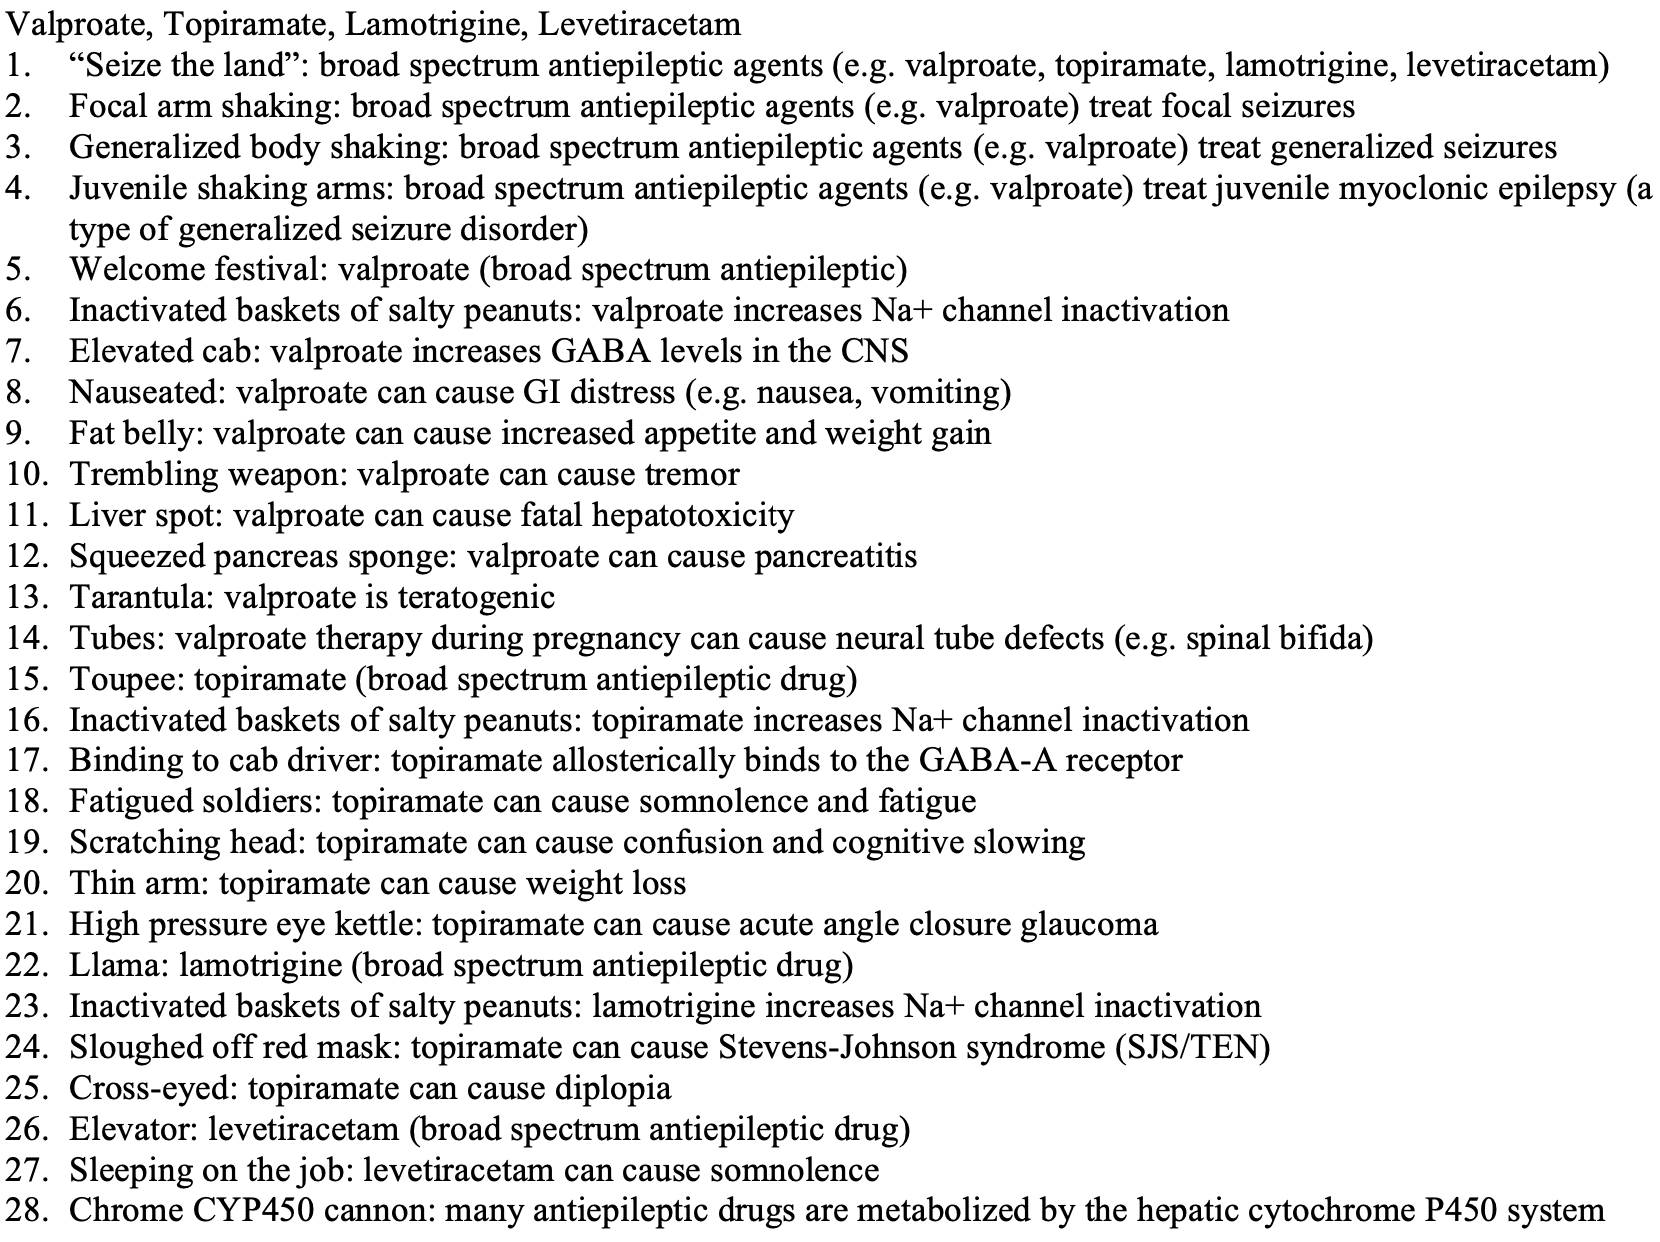 Valproate, Topiramate, Lamotrigine, Levetiracetam
1. “Seize the land”: broad spectrum antiepileptic agents (e.g. valproate, topiramate, lamotrigine, levetiracetam)
2. Focal arm shaking: broad spectrum antiepileptic agents (e.g. valproate) treat focal seizures
3. Generalized body shaking: broad spectrum antiepileptic agents (e.g. valproate) treat generalized seizures
4. Juvenile shaking arms: broad spectrum antiepileptic agents (e.g. valproate) treat juvenile myoclonic epilepsy (a
type of generalized seizure disorder)
5. Welcome festival: valproate (broad spectrum antiepileptic)
6. Inactivated baskets of salty peanuts: valproate increases Na+ channel inactivation
7. Elevated cab: valproate increases GABA levels in the CNS
8. Nauseated: valproate can cause GI distress (e.g. nausea, vomiting)
9. Fat belly: valproate can cause increased appetite and weight gain
10. Trembling weapon: valproate can cause tremor
11. Liver spot: valproate can cause fatal hepatotoxicity
12. Squeezed pancreas sponge: valproate can cause pancreatitis
13. Tarantula: valproate is teratogenic
14. Tubes: valproate therapy during pregnancy can cause neural tube defects (e.g. spinal bifida)
15. Toupee: topiramate (broad spectrum antiepileptic drug)
16. Inactivated baskets of salty peanuts: topiramate increases Na+ channel inactivation
17. Binding to cab driver: topiramate allosterically binds to the GABA-A receptor
18. Fatigued soldiers: topiramate can cause somnolence and fatigue
19. Scratching head: topiramate can cause confusion and cognitive slowing
20. Thin arm: topiramate can cause weight loss
21. High pressure eye kettle: topiramate can cause acute angle closure glaucoma
22. Llama: lamotrigine (broad spectrum antiepileptic drug)
23. Inactivated baskets of salty peanuts: lamotrigine increases Na+ channel inactivation
24. Sloughed off red mask: topiramate can cause Stevens-Johnson syndrome (SJS/TEN)
25. Cross-eyed: topiramate can cause diplopia
26. Elevator: levetiracetam (broad spectrum antiepileptic drug)
27. Sleeping on the job: levetiracetam can cause somnolence
28. Chrome CYP450 cannon: many antiepileptic drugs are metabolized by the hepatic cytochrome P450 system